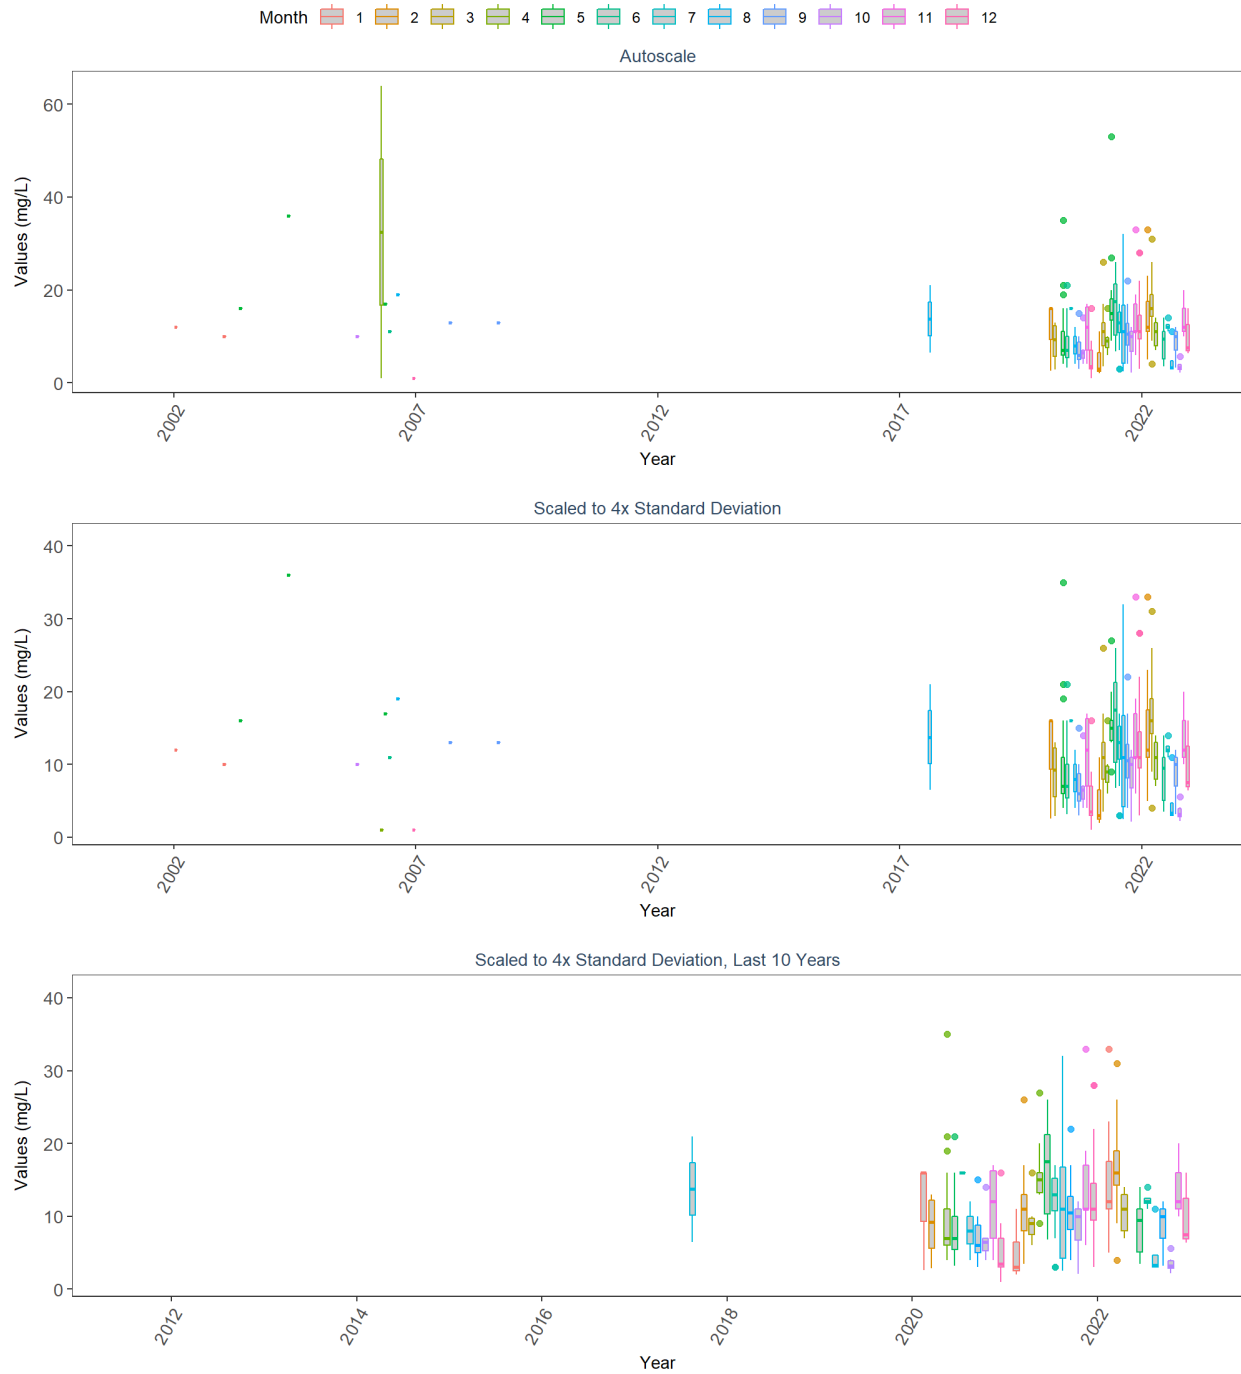 Month 1 2 3 4 5 6 7 8 9 10 11 12
Autoscale
60
40
20
0
Values (mg/L)
2002 2007 2012 2017 2022
Year
Scaled to 4x Standard Deviation
40
30
20
10
0
Values (mg/L)
2002 2007 2012 2017 2022
Year
Scaled to 4x Standard Deviation, Last 10 Years
40
30
20
10
0
Values (mg/L)
2012 2014 2016 2018 2020 2022
Year